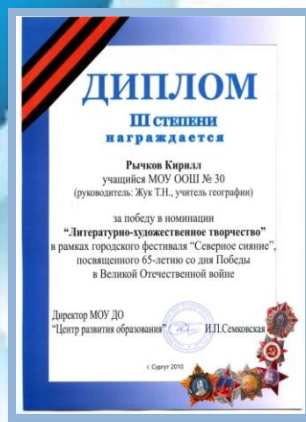 ДИПЛОМ
III СТЕПЕНИ
награждается
Рычков Кирилл
учащийся МОУ ООШ № 30
(руководитель: Жук Т.Н., учитель географии)
за победу в номинации
“Литературно-художественное творчество”
в рамках городского фестиваля “Северное сияние”,
посвященного 65-летию со дня Победы
в Великой Отечественной войне
Директор МОУ ДО
“Центр развития образования”
И.П.Семковская
г. Сургут 2010